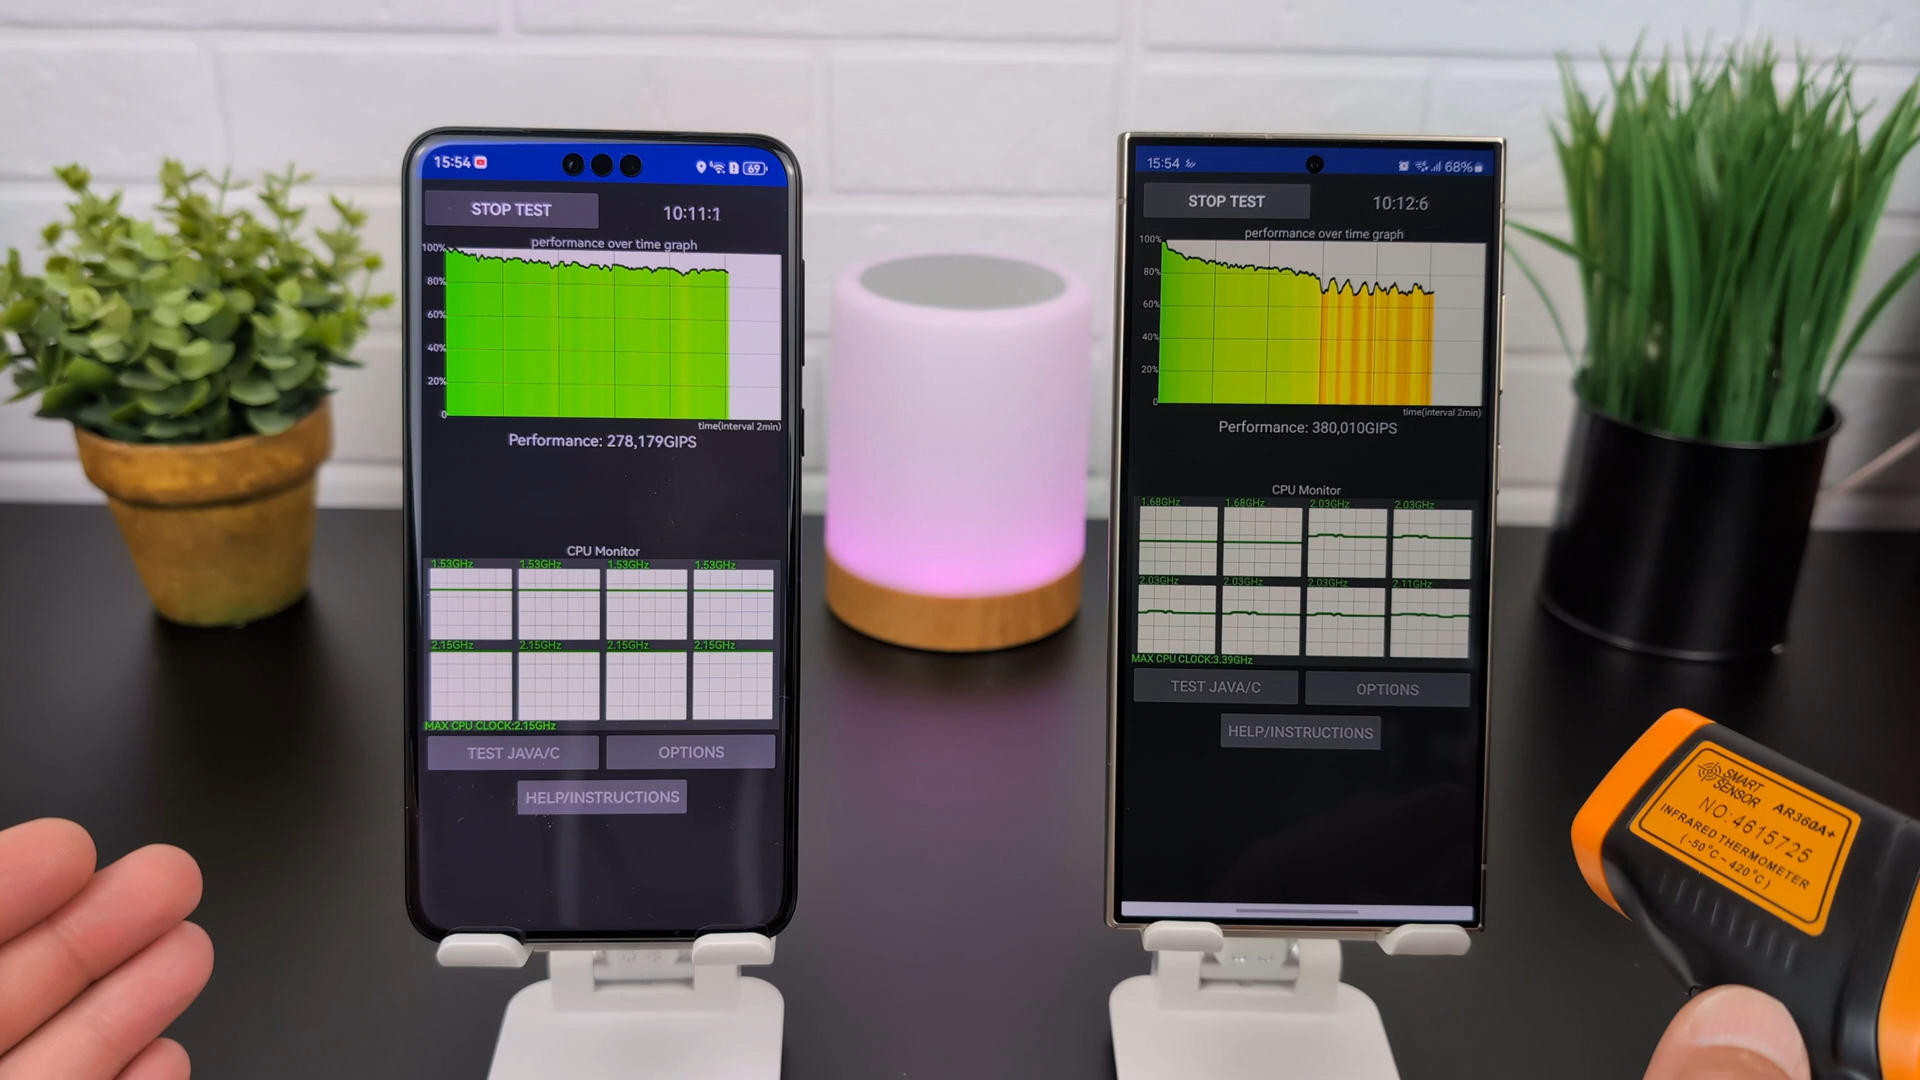 15:54
69
STOP TEST
10:11:1
performance over time graph
100%
80%
60%
40%
20%
0
time(interval 2min)
Performance: 278,179GIPS
CPU Monitor
1.53GHz 1.53GHz 1.53GHz 1.53GHz
2.15GHz 2.15GHz 2.15GHz 2.15GHz
MAX CPU CLOCK:2.15GHz
TEST JAVA/C
OPTIONS
HELP/INSTRUCTIONS
15:54
68%
STOP TEST
10:12:6
performance over time graph
100%
80%
60%
40%
20%
0
time(interval 2min)
Performance: 380,010GIPS
CPU Monitor
1.68GHz 1.68GHz 2.03GHz 2.03GHz
2.03GHz 2.03GHz 2.03GHz 2.11GHz
MAX CPU CLOCK:3.39GHz
TEST JAVA/C
OPTIONS
HELP/INSTRUCTIONS
SMART
SENSOR AR360A+
NO:4615725
INFRARED THERMOMETER
(-50°C~420°C)